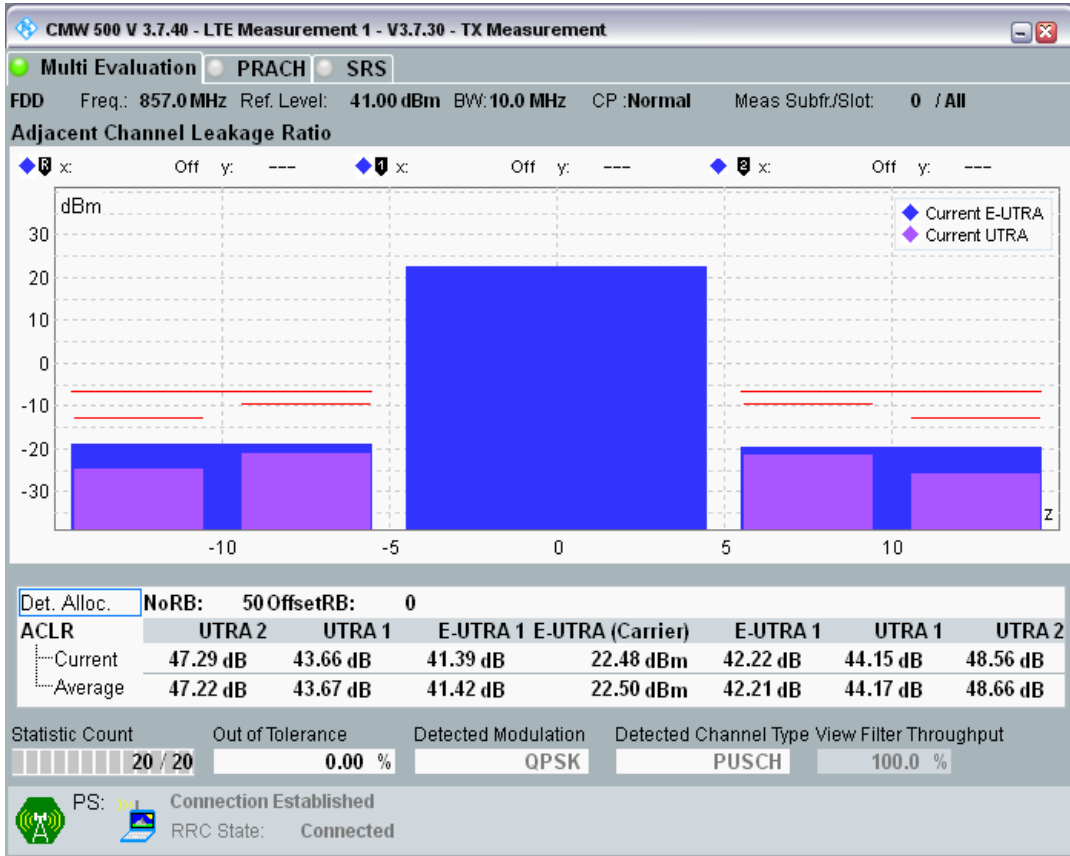 CMW 500 V 3.7.40 - LTE Measurement 1 - V3.7.30 - TX Measurement
Multi Evaluation PRACH SRS
FDD Freq.: 857.0 MHz Ref. Level: 41.00 dBm BW: 10.0 MHz CP :Normal Meas Subfr./Slot: 0 / All
Adjacent Channel Leakage Ratio
R x: Off y: --- 1 x: Off y: --- 2 x: Off y: ---
dBm
Current E-UTRA
Current UTRA
30
20
10
0
-10
-20
-30
z
-10 -5 0 5 10
Det. Alloc. NoRB: 50 OffsetRB: 0
ACLR UTRA 2 UTRA 1 E-UTRA 1 E-UTRA (Carrier) E-UTRA 1 UTRA 1 UTRA 2
Current 47.29 dB 43.66 dB 41.39 dB 22.48 dBm 42.22 dB 44.15 dB 48.56 dB
Average 47.22 dB 43.67 dB 41.42 dB 22.50 dBm 42.21 dB 44.17 dB 48.66 dB
Statistic Count Out of Tolerance Detected Modulation Detected Channel Type View Filter Throughput
20 / 20 0.00 % QPSK PUSCH 100.0 %
PS: Connection Established
RRC State: Connected